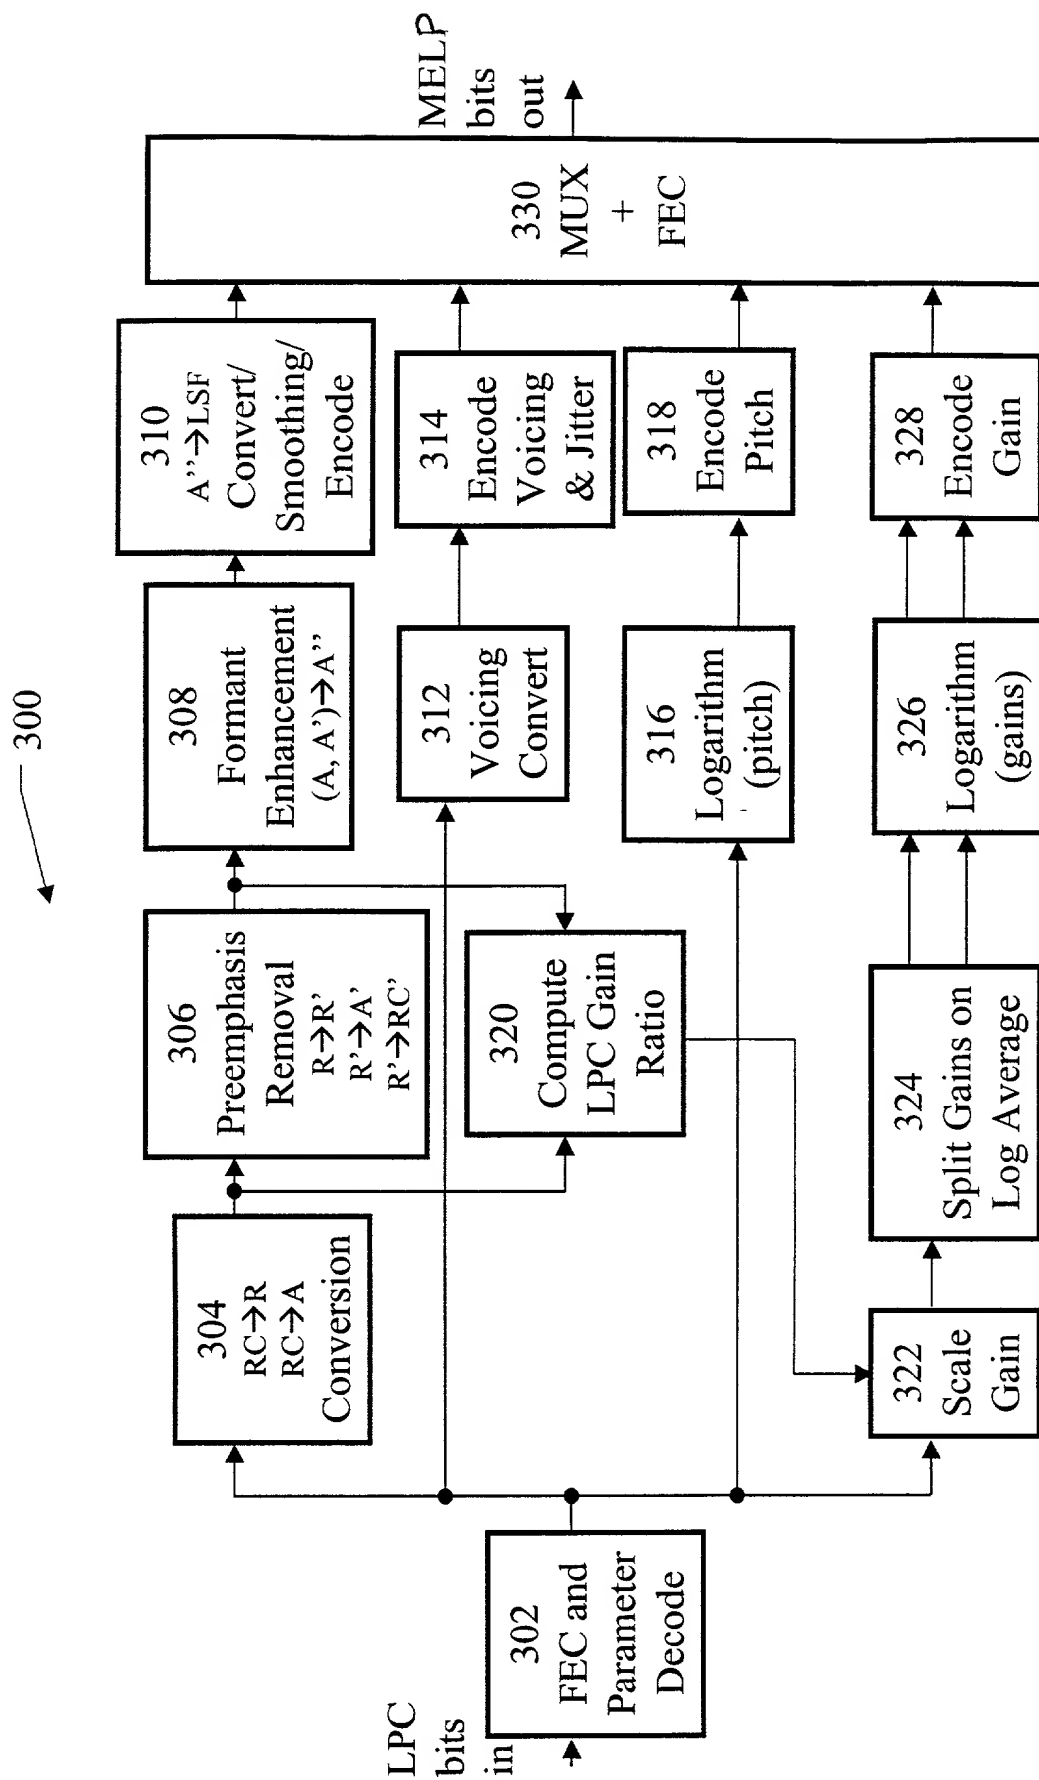 300
LPC
bits
in
302
FEC and
Parameter
Decode
304
RC→R
RC→A
Conversion
306
Preemphasis
Removal
R→R'
R'→A'
R'→RC'
308
Formant
Enhancement
(A, A')→A''
310
A''→LSF
Convert/
Smoothing/
Encode
312
Voicing
Convert
314
Encode
Voicing
& Jitter
316
Logarithm
(pitch)
318
Encode
Pitch
320
Compute
LPC Gain
Ratio
322
Scale
Gain
324
Split Gains on
Log Average
326
Logarithm
(gains)
328
Encode
Gain
330
MUX
+
FEC
MELP
bits
out